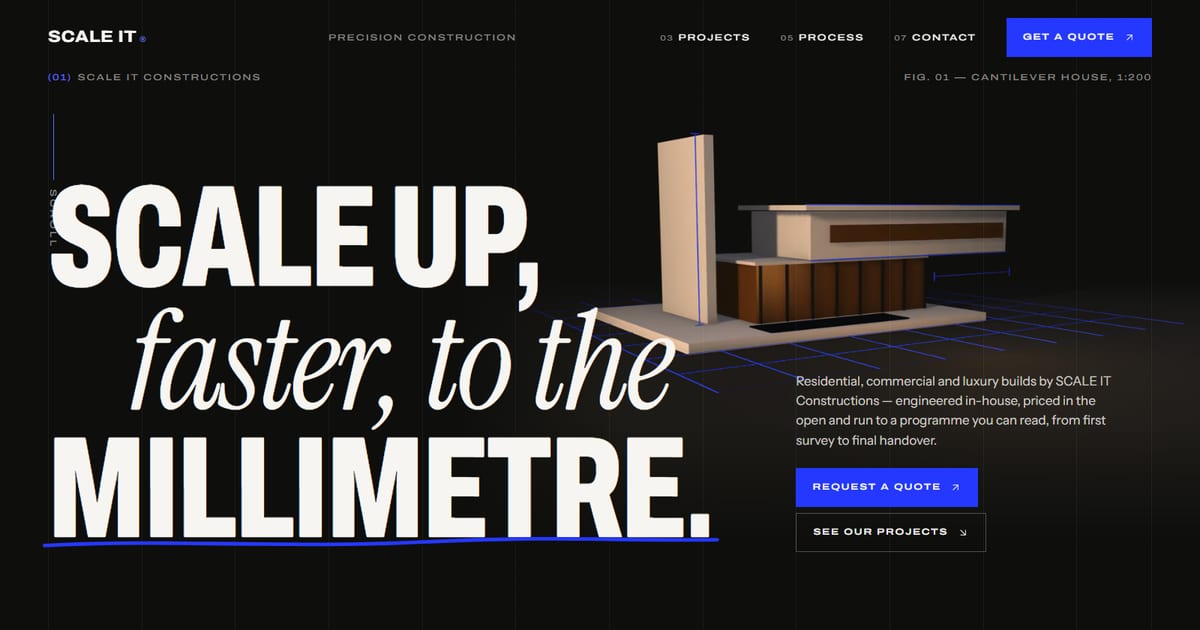 SCALE IT ®
PRECISION CONSTRUCTION
03 PROJECTS
05 PROCESS
07 CONTACT
GET A QUOTE ↗
(01) SCALE IT CONSTRUCTIONS
FIG. 01 — CANTILEVER HOUSE, 1:200
SCROLL
SCALE UP,
faster, to the
MILLIMETRE.
Residential, commercial and luxury builds by SCALE IT
Constructions — engineered in-house, priced in the
open and run to a programme you can read, from first
survey to final handover.
REQUEST A QUOTE ↗
SEE OUR PROJECTS ↘